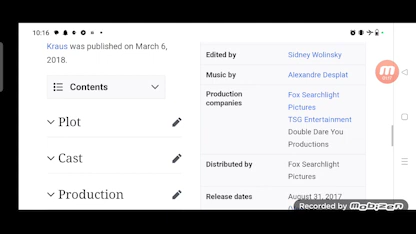 10:16
Kraus was published on March 6,
2018.
Contents
Plot
Cast
Production
Edited by Sidney Wolinsky
Music by Alexandre Desplat
Production companies
Fox Searchlight
Pictures
TSG Entertainment
Double Dare You
Productions
Distributed by Fox Searchlight
Pictures
Release dates August 31, 2017
Recorded by
MOBIZEN